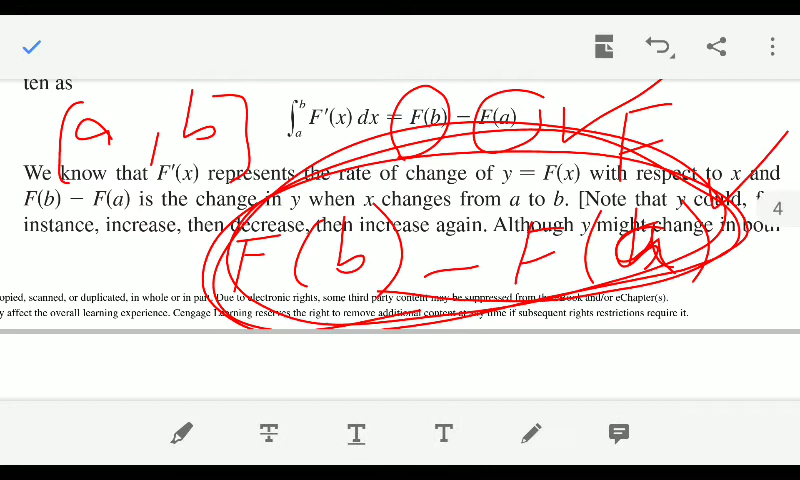 ten as
[a, b]
∫ₐᵇ F′(x) dx = F(b) − F(a)
F
We know that F′(x) represents the rate of change of y = F(x) with respect to x and
F(b) − F(a) is the change in y when x changes from a to b. [Note that y could,
4
instance, increase, then decrease, then increase again. Although y might change in both
F(b) − F(a)
opied, scanned, or duplicated, in whole or in part. Due to electronic rights, some third party content may be suppressed from the eBook and/or eChapter(s).
y affect the overall learning experience. Cengage Learning reserves the right to remove additional content at any time if subsequent rights restrictions require it.
T T T